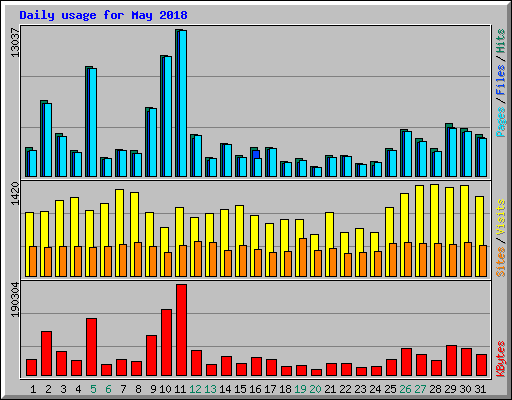 Daily usage for May 2018
13037
Pages / Files / Hits
1420
Sites / Visits
190304
KBytes
1 2 3 4 5 6 7 8 9 10 11 12 13 14 15 16 17 18 19 20 21 22 23 24 25 26 27 28 29 30 31